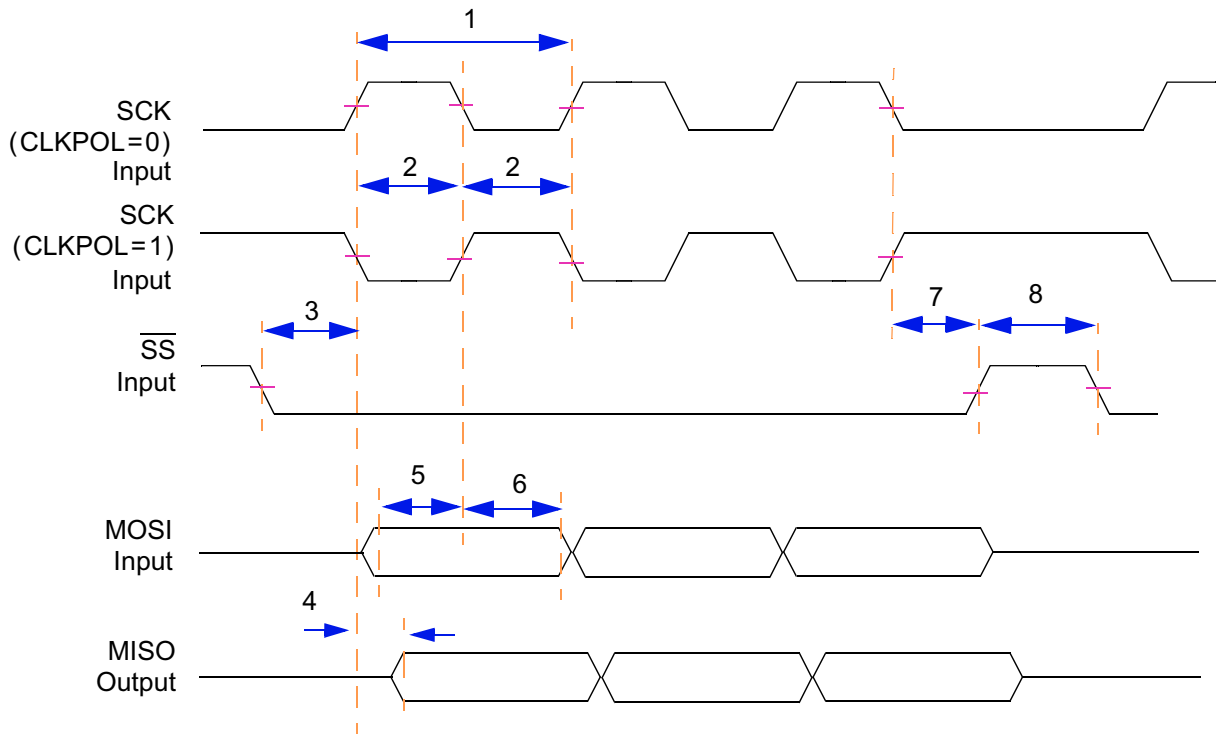 1
SCK
(CLKPOL=0)
Input
2
2
SCK
(CLKPOL=1)
Input
3
7
8
SS
Input
5
6
MOSI
Input
4
MISO
Output